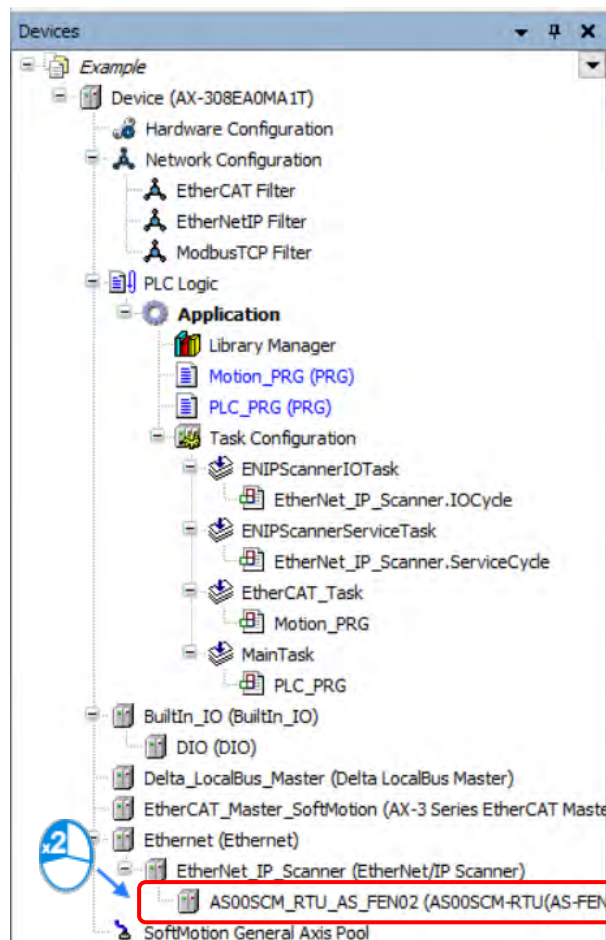 Devices
Example
Device (AX-308EA0MA1T)
Hardware Configuration
Network Configuration
EtherCAT Filter
EtherNetIP Filter
ModbusTCP Filter
PLC Logic
Application
Library Manager
Motion_PRG (PRG)
PLC_PRG (PRG)
Task Configuration
ENIPScannerIOTask
EtherNet_IP_Scanner.IOCycle
ENIPScannerServiceTask
EtherNet_IP_Scanner.ServiceCycle
EtherCAT_Task
Motion_PRG
MainTask
PLC_PRG
BuiltIn_IO (BuiltIn_IO)
DIO (DIO)
Delta_LocalBus_Master (Delta LocalBus Master)
EtherCAT_Master_SoftMotion (AX-3 Series EtherCAT Maste
x2
Ethernet (Ethernet)
EtherNet_IP_Scanner (EtherNet/IP Scanner)
AS00SCM_RTU_AS_FEN02 (AS00SCM-RTU(AS-FEN
SoftMotion General Axis Pool